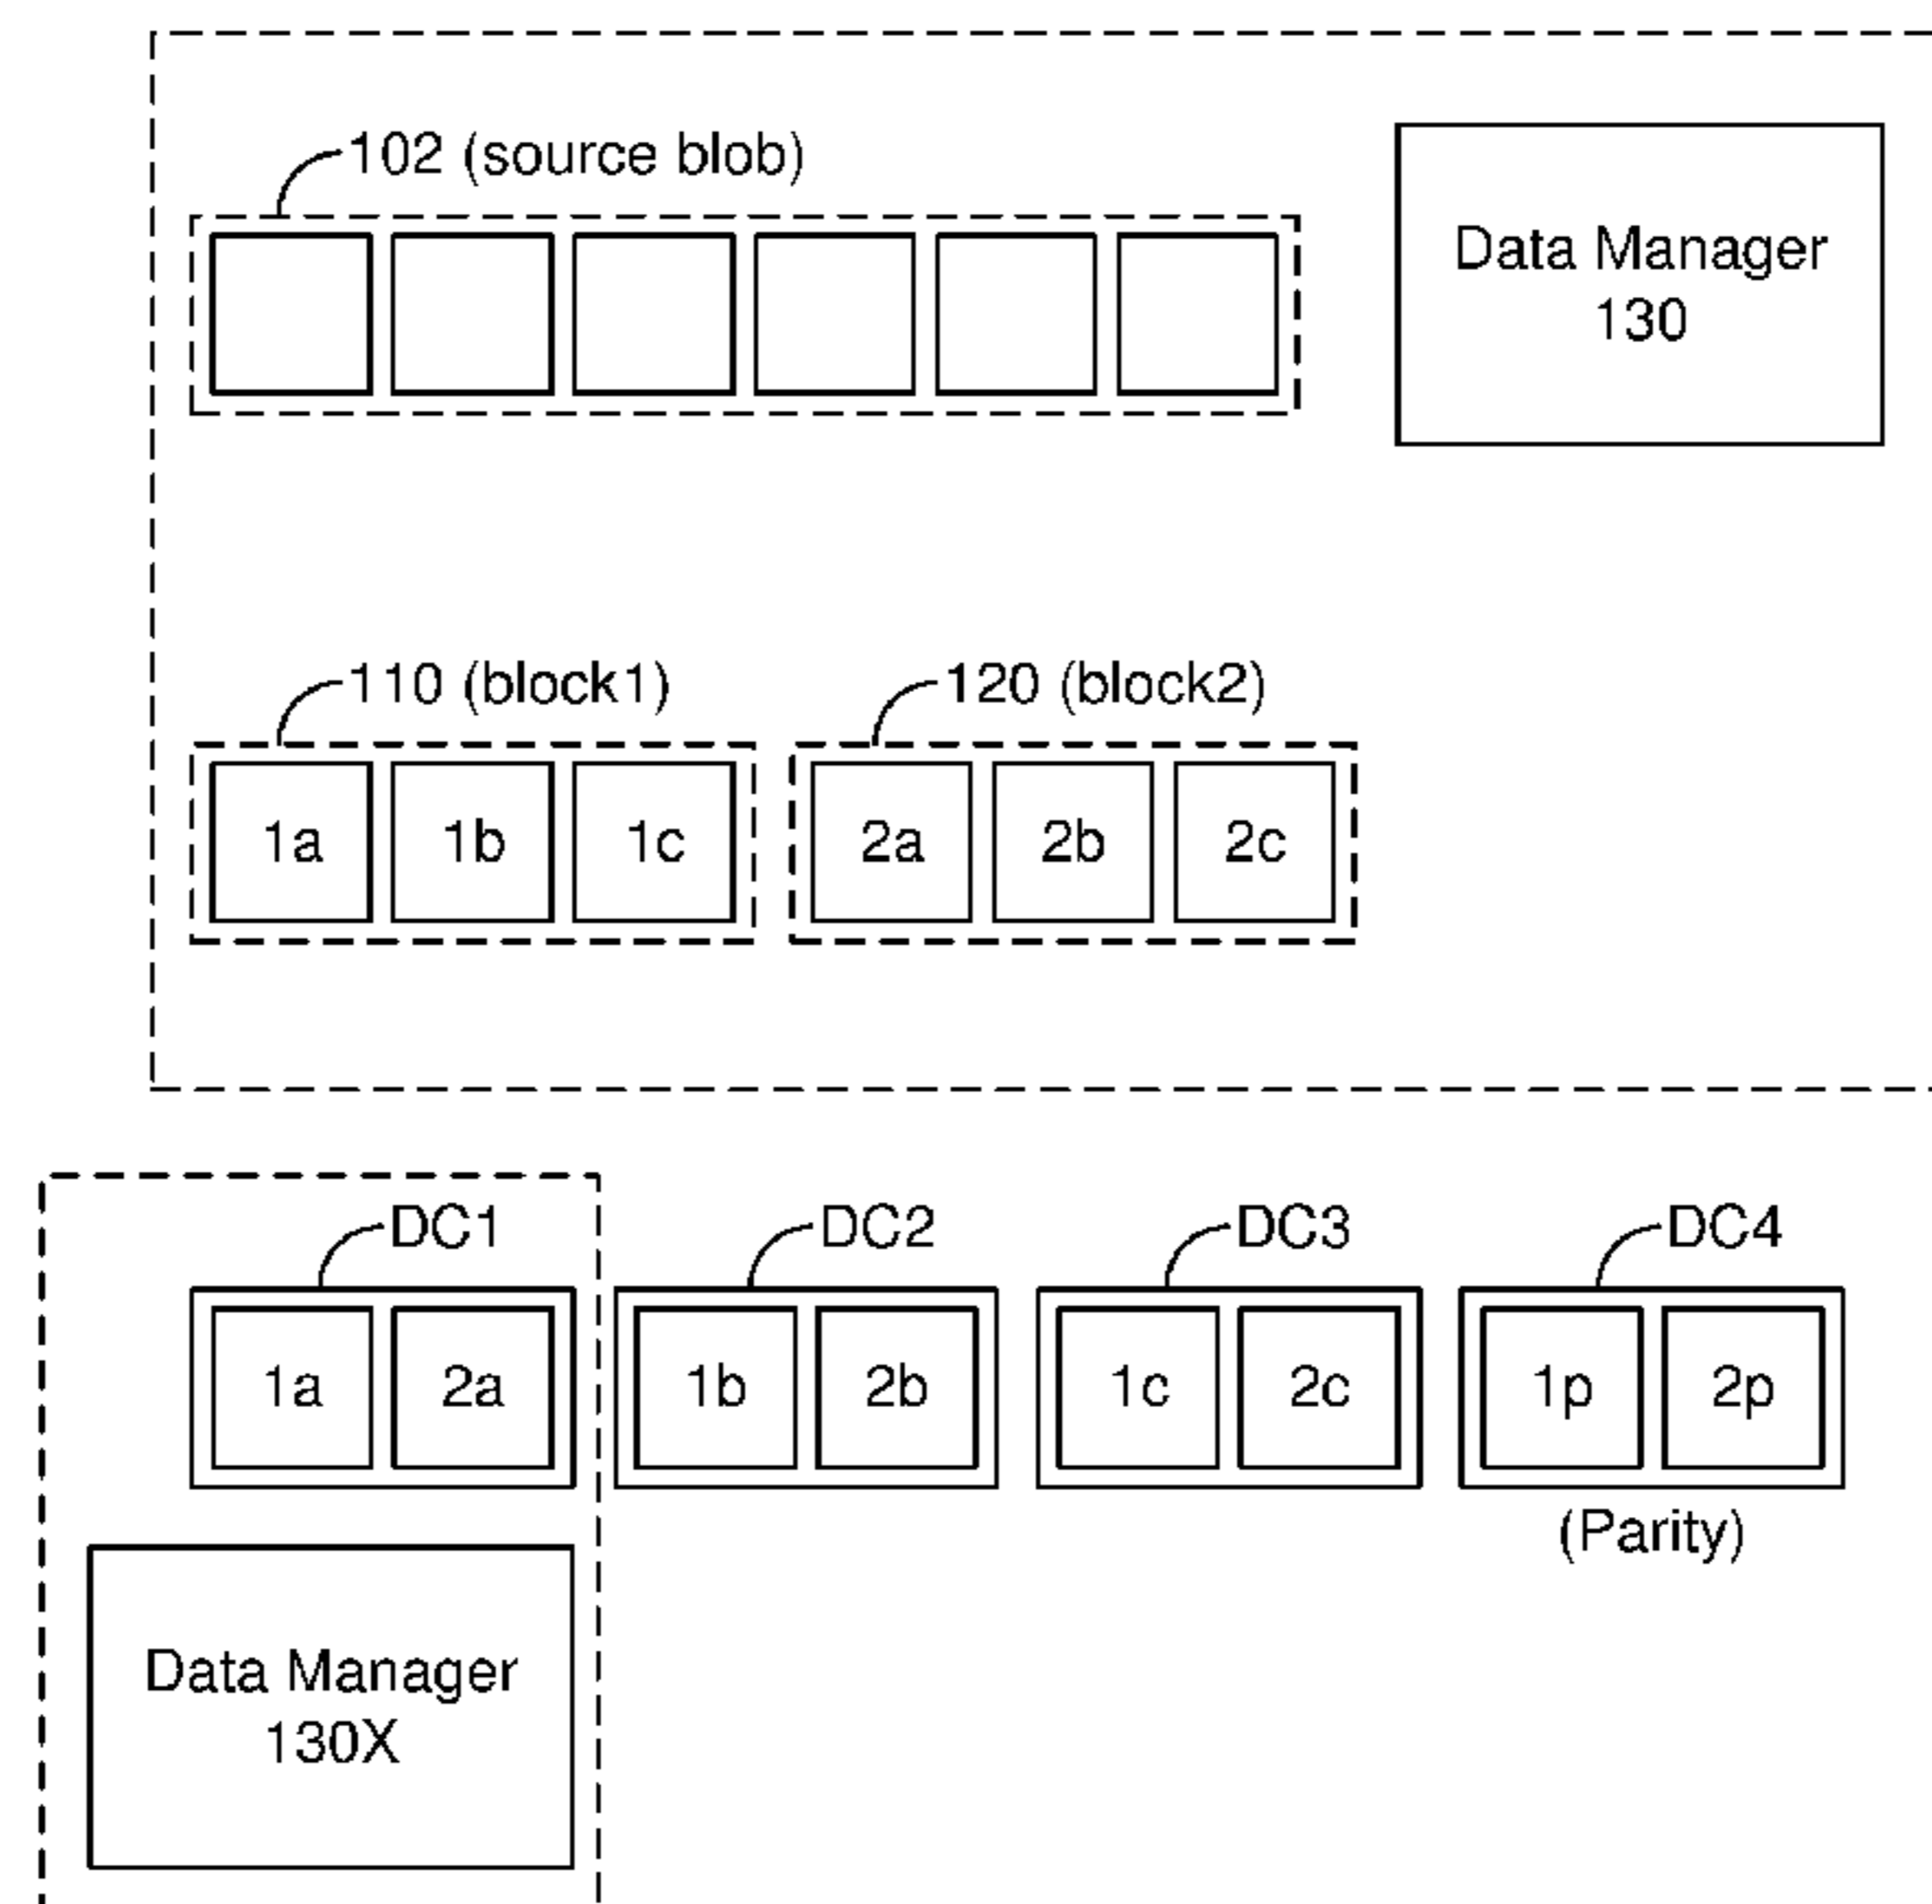 102 (source blob)
Data Manager
130
110 (block1)
120 (block2)
1a
1b
1c
2a
2b
2c
DC1
DC2
DC3
DC4
1a
2a
1b
2b
1c
2c
1p
2p
(Parity)
Data Manager
130X